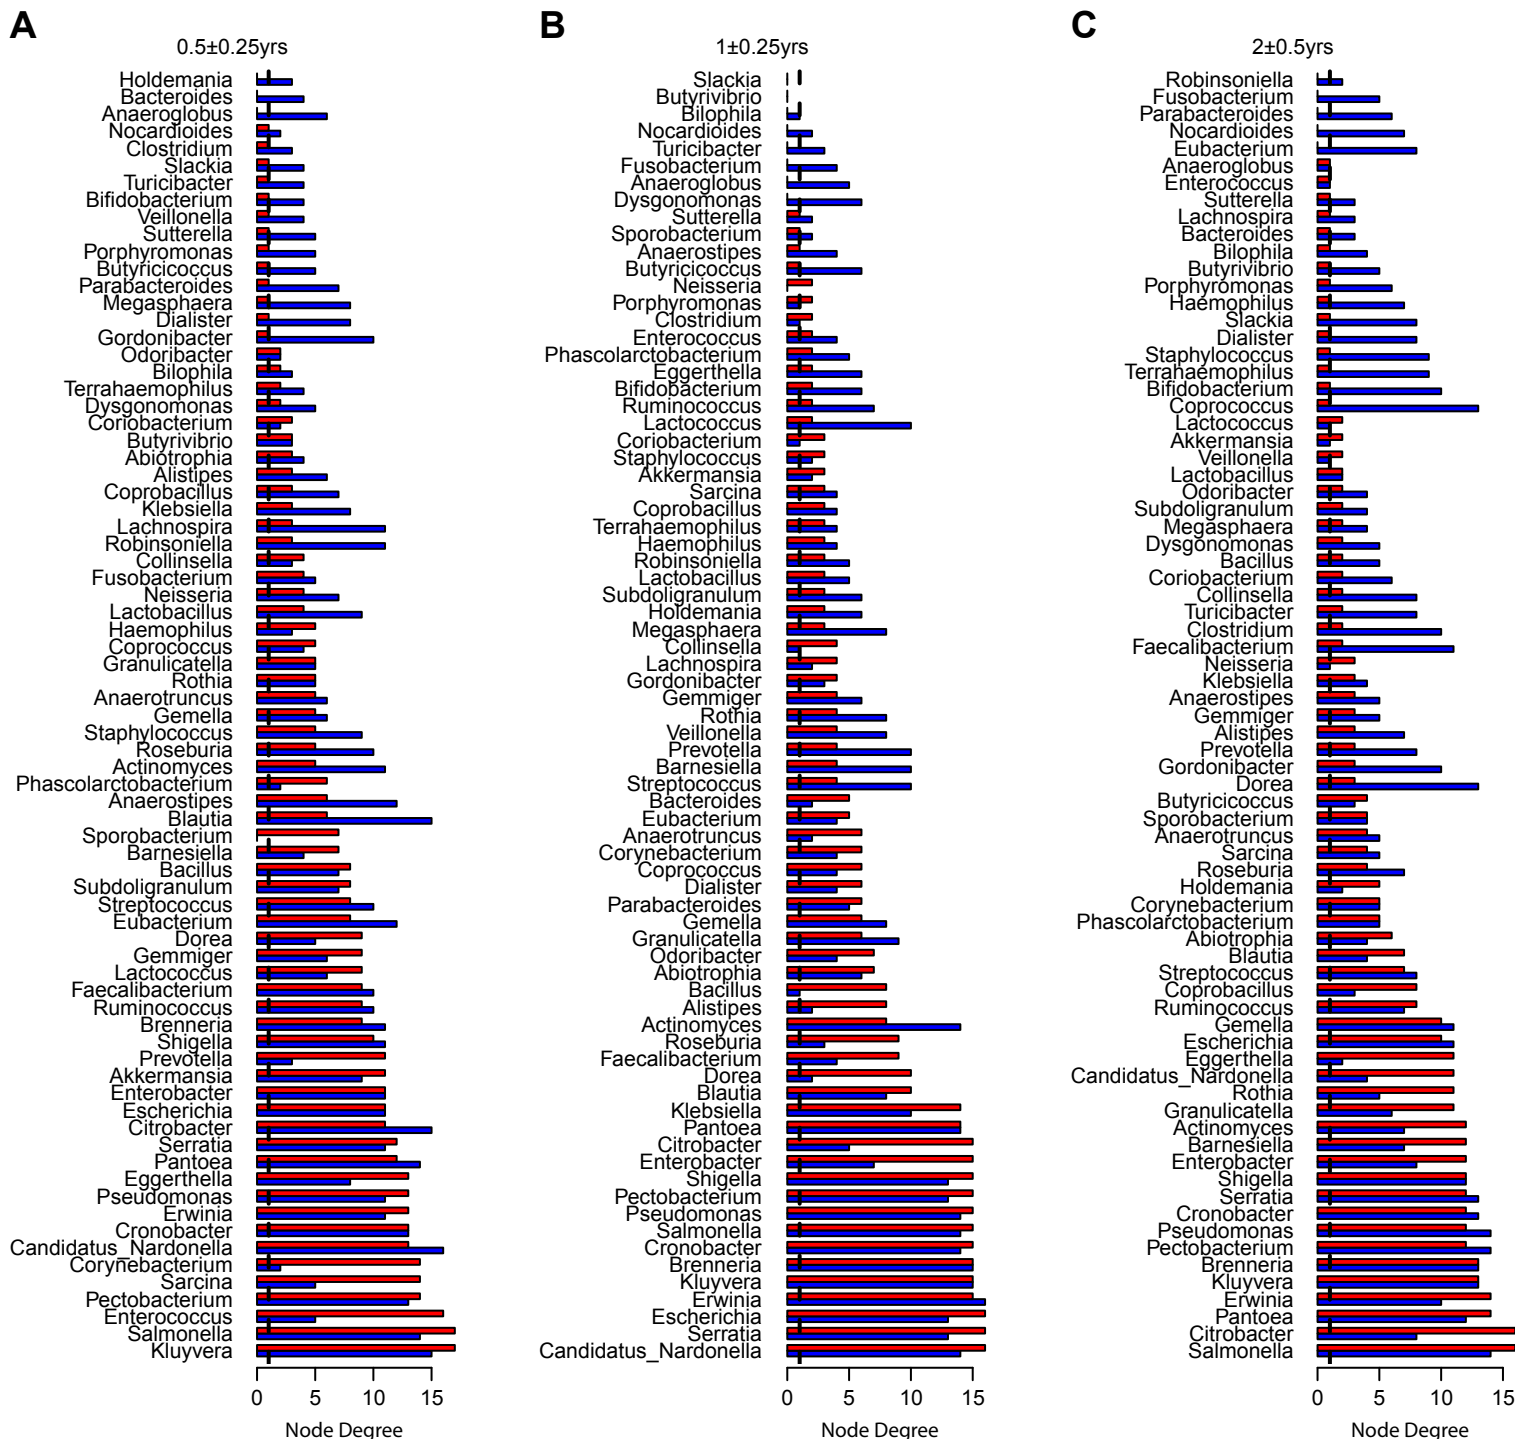 A
0.5±0.25yrs
Holdemania
Bacteroides
Anaeroglobus
Nocardioides
Clostridium
Slackia
Turicibacter
Bifidobacterium
Veillonella
Sutterella
Porphyromonas
Butyricicoccus
Parabacteroides
Megasphaera
Dialister
Gordonibacter
Odoribacter
Bilophila
Terrahaemophilus
Dysgonomonas
Coriobacterium
Butyrivibrio
Abiotrophia
Alistipes
Coprobacillus
Klebsiella
Lachnospira
Robinsoniella
Collinsella
Fusobacterium
Neisseria
Lactobacillus
Haemophilus
Coprococcus
Granulicatella
Rothia
Anaerotruncus
Gemella
Staphylococcus
Roseburia
Actinomyces
Phascolarctobacterium
Anaerostipes
Blautia
Sporobacterium
Barnesiella
Bacillus
Subdoligranulum
Streptococcus
Eubacterium
Dorea
Gemmiger
Lactococcus
Faecalibacterium
Ruminococcus
Brenneria
Shigella
Prevotella
Akkermansia
Enterobacter
Escherichia
Citrobacter
Serratia
Pantoea
Eggerthella
Pseudomonas
Erwinia
Cronobacter
Candidatus_Nardonella
Corynebacterium
Sarcina
Pectobacterium
Enterococcus
Salmonella
Kluyvera
0 5 10 15
Node Degree
B
1±0.25yrs
Slackia
Butyrivibrio
Bilophila
Nocardioides
Turicibacter
Fusobacterium
Anaeroglobus
Dysgonomonas
Sutterella
Sporobacterium
Anaerostipes
Butyricicoccus
Neisseria
Porphyromonas
Clostridium
Enterococcus
Phascolarctobacterium
Eggerthella
Bifidobacterium
Ruminococcus
Lactococcus
Coriobacterium
Staphylococcus
Akkermansia
Sarcina
Coprobacillus
Terrahaemophilus
Haemophilus
Robinsoniella
Lactobacillus
Subdoligranulum
Holdemania
Megasphaera
Collinsella
Lachnospira
Gordonibacter
Gemmiger
Rothia
Veillonella
Prevotella
Barnesiella
Streptococcus
Bacteroides
Eubacterium
Anaerotruncus
Corynebacterium
Coprococcus
Dialister
Parabacteroides
Gemella
Granulicatella
Odoribacter
Abiotrophia
Bacillus
Alistipes
Actinomyces
Roseburia
Faecalibacterium
Dorea
Blautia
Klebsiella
Pantoea
Citrobacter
Enterobacter
Shigella
Pectobacterium
Pseudomonas
Salmonella
Cronobacter
Brenneria
Kluyvera
Erwinia
Escherichia
Serratia
Candidatus_Nardonella
0 5 10 15
Node Degree
C
2±0.5yrs
Robinsoniella
Fusobacterium
Parabacteroides
Nocardioides
Eubacterium
Anaeroglobus
Enterococcus
Sutterella
Lachnospira
Bacteroides
Bilophila
Butyrivibrio
Porphyromonas
Haemophilus
Slackia
Dialister
Staphylococcus
Terrahaemophilus
Bifidobacterium
Coprococcus
Lactococcus
Akkermansia
Veillonella
Lactobacillus
Odoribacter
Subdoligranulum
Megasphaera
Dysgonomonas
Bacillus
Coriobacterium
Collinsella
Turicibacter
Clostridium
Faecalibacterium
Neisseria
Klebsiella
Anaerostipes
Gemmiger
Alistipes
Prevotella
Gordonibacter
Dorea
Butyricicoccus
Sporobacterium
Anaerotruncus
Sarcina
Roseburia
Holdemania
Corynebacterium
Phascolarctobacterium
Abiotrophia
Blautia
Streptococcus
Coprobacillus
Ruminococcus
Gemella
Escherichia
Eggerthella
Candidatus_Nardonella
Rothia
Granulicatella
Actinomyces
Barnesiella
Enterobacter
Shigella
Serratia
Cronobacter
Pseudomonas
Pectobacterium
Brenneria
Kluyvera
Erwinia
Pantoea
Citrobacter
Salmonella
0 5 10 15
Node Degree